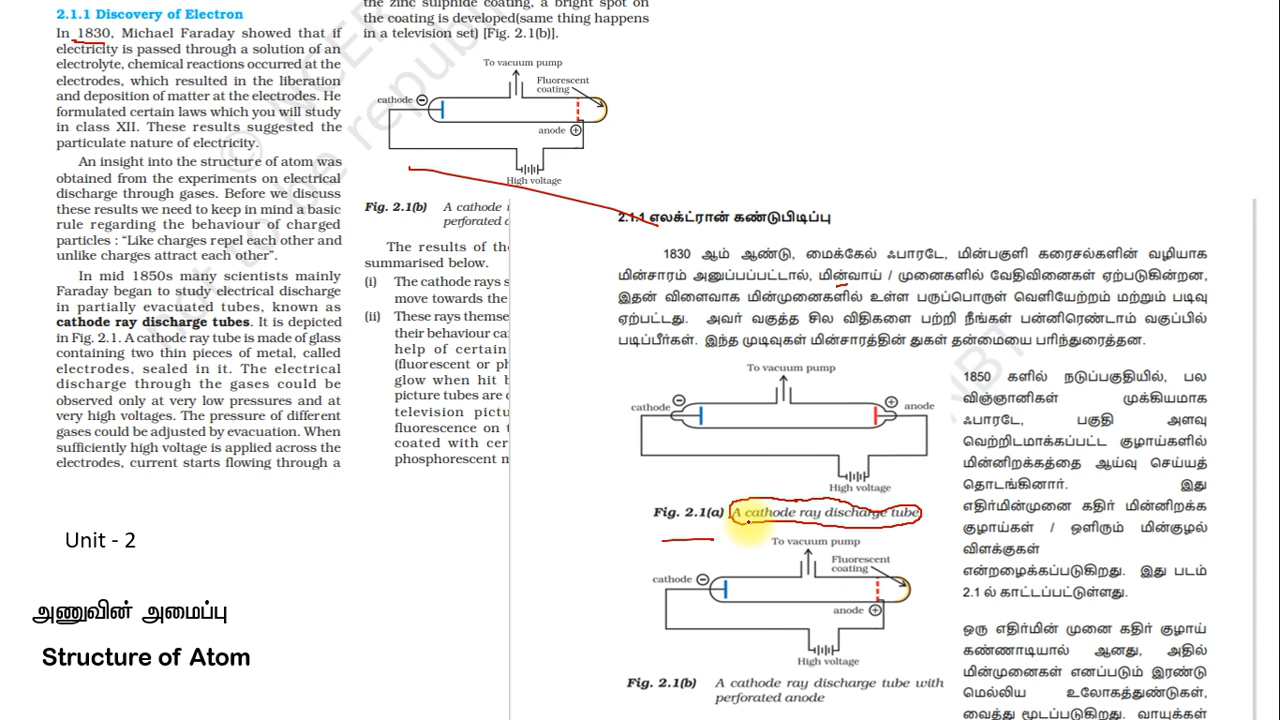 2.1.1 Discovery of Electron
In 1830, Michael Faraday showed that if
electricity is passed through a solution of an
electrolyte, chemical reactions occurred at the
electrodes, which resulted in the liberation
and deposition of matter at the electrodes. He
formulated certain laws which you will study
in class XII. These results suggested the
particulate nature of electricity.
An insight into the structure of atom was
obtained from the experiments on electrical
discharge through gases. Before we discuss
these results we need to keep in mind a basic
rule regarding the behaviour of charged
particles : “Like charges repel each other and
unlike charges attract each other”.
In mid 1850s many scientists mainly
Faraday began to study electrical discharge
in partially evacuated tubes, known as
cathode ray discharge tubes. It is depicted
in Fig. 2.1. A cathode ray tube is made of glass
containing two thin pieces of metal, called
electrodes, sealed in it. The electrical
discharge through the gases could be
observed only at very low pressures and at
very high voltages. The pressure of different
gases could be adjusted by evacuation. When
sufficiently high voltage is applied across the
electrodes, current starts flowing through a
Unit - 2
அணுவின் அமைப்பு
Structure of Atom
the zinc sulphide coating, a bright spot on
the coating is developed(same thing happens
in a television set) [Fig. 2.1(b)].
To vacuum pump
Fluorescent
coating
cathode
anode
High voltage
Fig. 2.1(b) A cathode
perforated
The results of the
summarised below.
(i) The cathode rays s
move towards the
(ii) These rays themse
their behaviour ca
help of certain
(fluorescent or ph
glow when hit b
picture tubes are
television pictu
fluorescence on t
coated with cer
phosphorescent m
2.1.1 எலக்ட்ரான் கண்டுபிடிப்பு
1830 ஆம் ஆண்டு, மைக்கேல் ஃபாரடே, மின்பகுளி கரைசல்களின் வழியாக
மின்சாரம் அனுப்பப்பட்டால், மின்வாய் / முனைகளில் வேதிவினைகள் ஏற்படுகின்றன,
இதன் விளைவாக மின்முனைகளில் உள்ள பருப்பொருள் வெளியேற்றம் மற்றும் படிவு
ஏற்பட்டது. அவர் வகுத்த சில விதிகளை பற்றி நீங்கள் பன்னிரெண்டாம் வகுப்பில்
படிப்பீர்கள். இந்த முடிவுகள் மின்சாரத்தின் துகள் தன்மையை பரிந்துரைத்தன.
To vacuum pump
cathode
anode
High voltage
Fig. 2.1(a) A cathode ray discharge tube
To vacuum pump
Fluorescent
coating
cathode
anode
High voltage
Fig. 2.1(b) A cathode ray discharge tube with
perforated anode
1850 களில் நடுப்பகுதியில், பல
விஞ்ஞானிகள் முக்கியமாக
ஃபாரடே, பகுதி அளவு
வெற்றிடமாக்கப்பட்ட குழாய்களில்
மின்னிறக்கத்தை ஆய்வு செய்யத்
தொடங்கினார். இது
எதிர்மின்முனை கதிர் மின்னிறக்க
குழாய்கள் / ஒளிரும் மின்குழல்
விளக்குகள்
என்றழைக்கப்படுகிறது. இது படம்
2.1 ல் காட்டப்பட்டுள்ளது.
ஒரு எதிர்மின் முனை கதிர் குழாய்
கண்ணாடியால் ஆனது, அதில்
மின்முனைகள் எனப்படும் இரண்டு
மெல்லிய உலோகத்துண்டுகள்,
வைத்து மூடப்படுகிறது. வாயுக்கள்